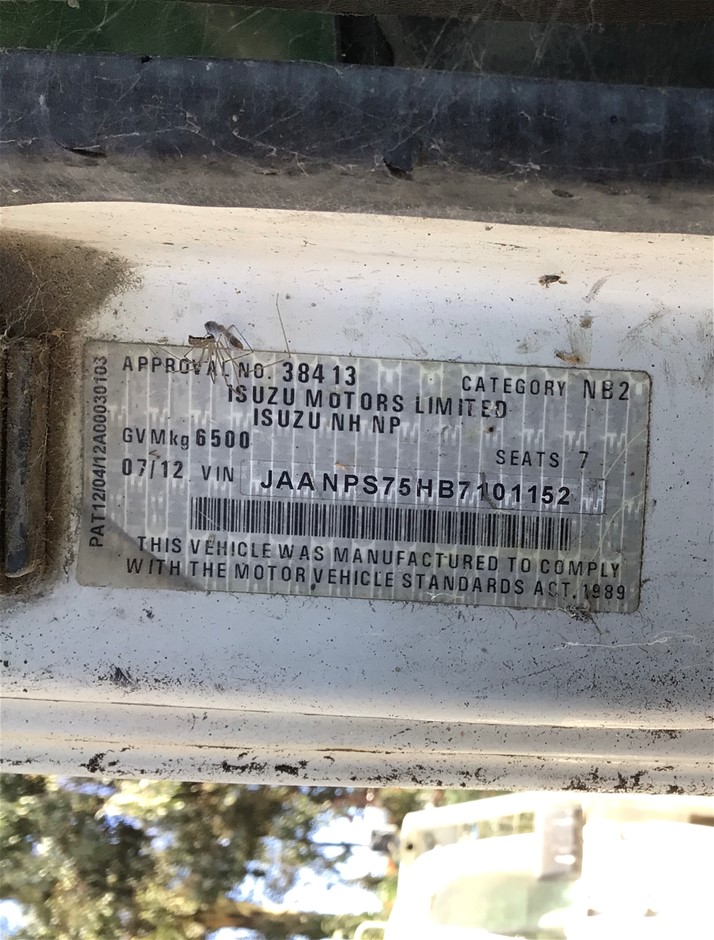 APPROVAL NO. 38413
CATEGORY NB2
ISUZU MOTORS LIMITED
ISUZU NH NP
GVMkg 6500
SEATS 7
07/12 VIN JAANPS75HB7101152
THIS VEHICLE WAS MANUFACTURED TO COMPLY
WITH THE MOTOR VEHICLE STANDARDS ACT, 1989
PAT12/04/12A00030103